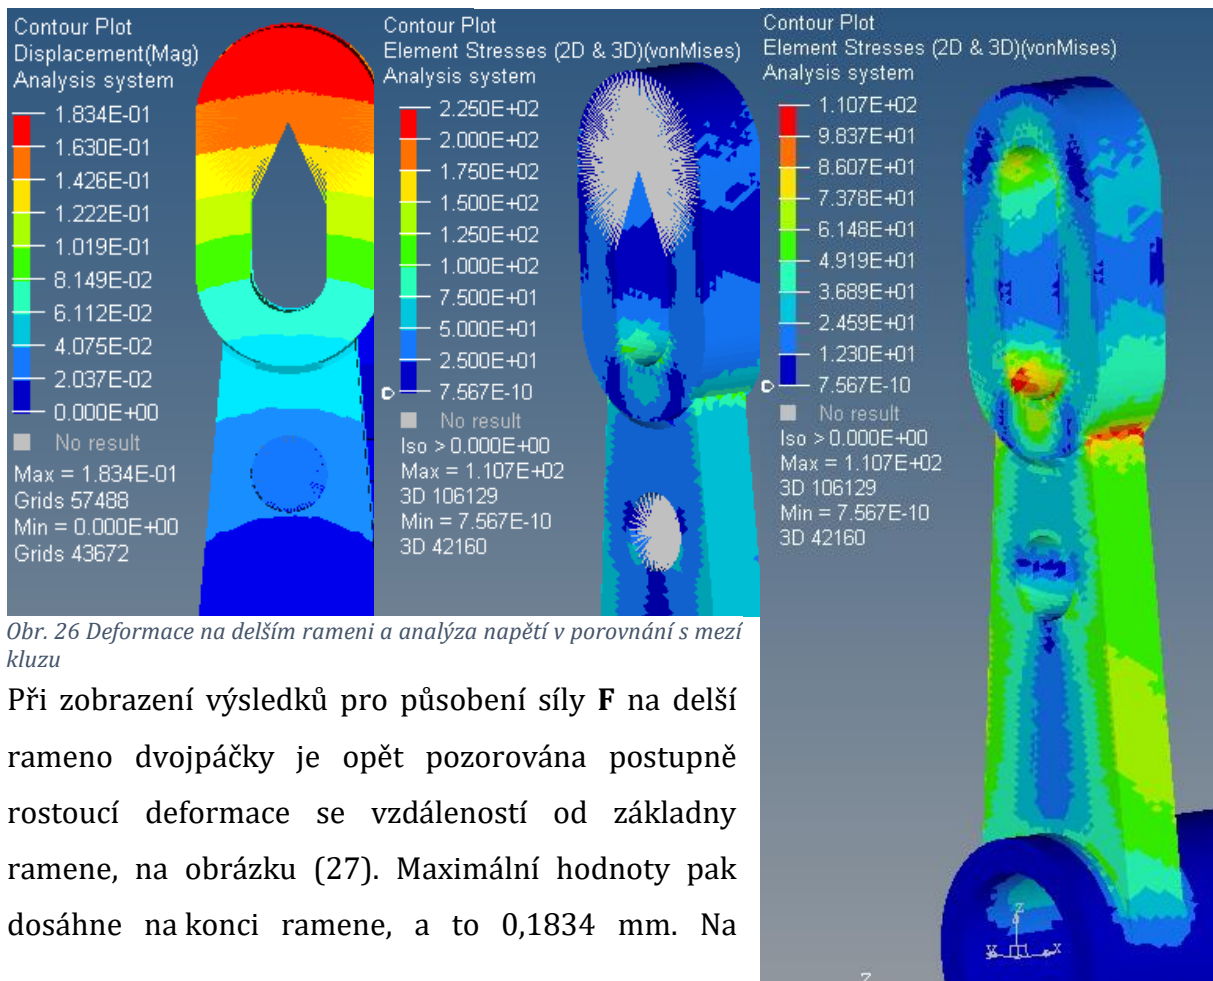 Contour Plot
Displacement(Mag)
Analysis system
1.834E-01
1.630E-01
1.426E-01
1.222E-01
1.019E-01
8.149E-02
6.112E-02
4.075E-02
2.037E-02
0.000E+00
No result
Max = 1.834E-01
Grids 57488
Min = 0.000E+00
Grids 43672
Contour Plot
Element Stresses (2D & 3D)(vonMises)
Analysis system
2.250E+02
2.000E+02
1.750E+02
1.500E+02
1.250E+02
1.000E+02
7.500E+01
5.000E+01
2.500E+01
7.567E-10
No result
Iso > 0.000E+00
Max = 1.107E+02
3D 106129
Min = 7.567E-10
3D 42160
Contour Plot
Element Stresses (2D & 3D)(vonMises)
Analysis system
1.107E+02
9.837E+01
8.607E+01
7.378E+01
6.148E+01
4.919E+01
3.689E+01
2.459E+01
1.230E+01
7.567E-10
No result
Iso > 0.000E+00
Max = 1.107E+02
3D 106129
Min = 7.567E-10
3D 42160
Z
X
Z
Obr. 26 Deformace na delším rameni a analýza napětí v porovnání s mezí
kluzu
Při zobrazení výsledků pro působení síly F na delší
rameno dvojpáčky je opět pozorována postupně
rostoucí deformace se vzdáleností od základny
ramene, na obrázku (27). Maximální hodnoty pak
dosáhne na konci ramene, a to 0,1834 mm. Na